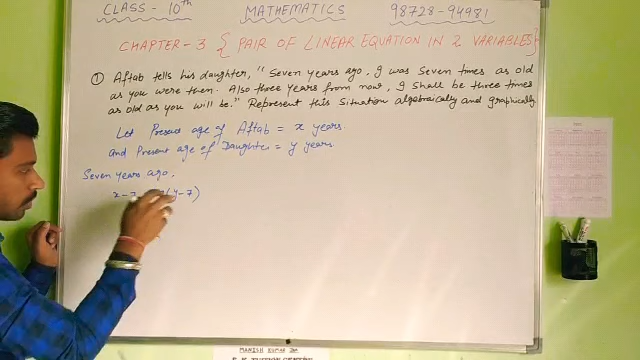 CLASS - 10th MATHEMATICS 98728-94981
CHAPTER-3 { PAIR OF LINEAR EQUATION IN 2 VARIABLES}
① Aftab tells his daughter, "Seven years ago, I was seven times as old
as you were then. Also three years from now, I shall be three times
as old as you will be." Represent this situation algebraically and graphically.
Let Present age of Aftab = x years.
and Present age of Daughter = y years.
Seven years ago,
x-7 (y-7)
MANISH KUMAR